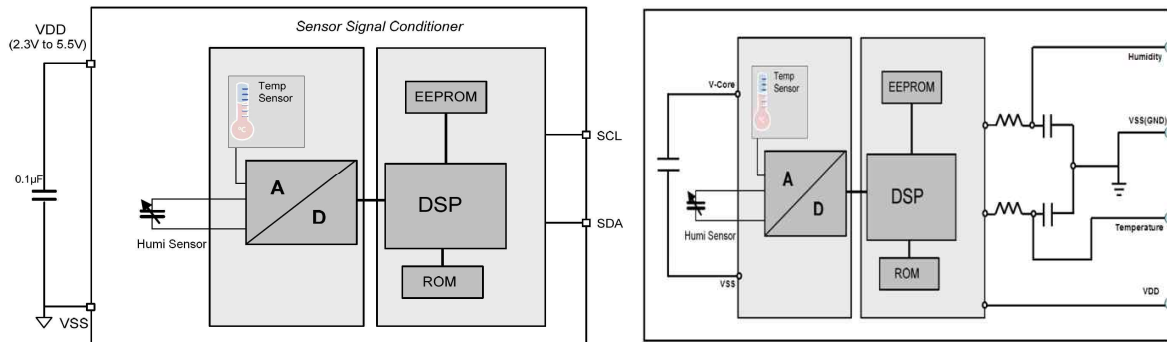 Sensor Signal Conditioner
VDD
(2.3V to 5.5V)
Temp
Sensor
°C
EEPROM
SCL
0.1µF
A
D
DSP
SDA
Humi Sensor
ROM
VSS
Humidity
V-Core
Temp
Sensor
°C
EEPROM
VSS(GND)
A
D
DSP
Humi Sensor
Temperature
ROM
VSS
VDD